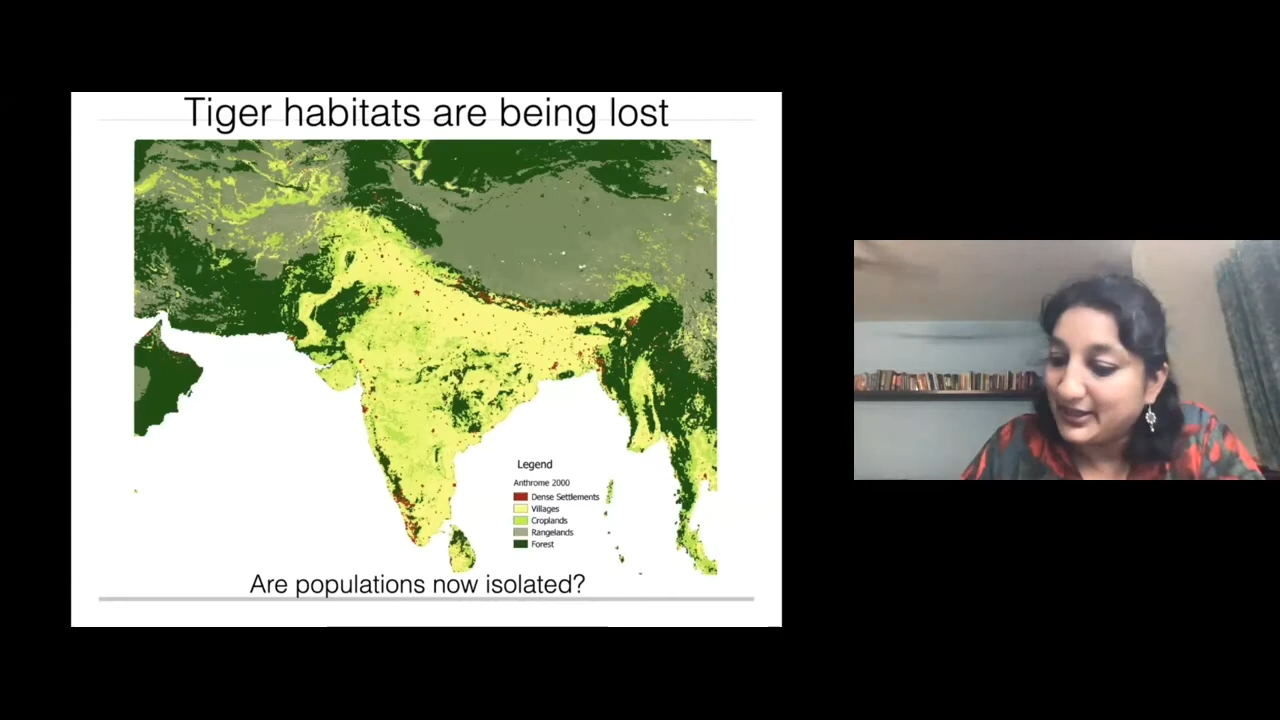 Tiger habitats are being lost
Legend
Anthrome 2000
Dense Settlements
Villages
Croplands
Rangelands
Forest
Are populations now isolated?